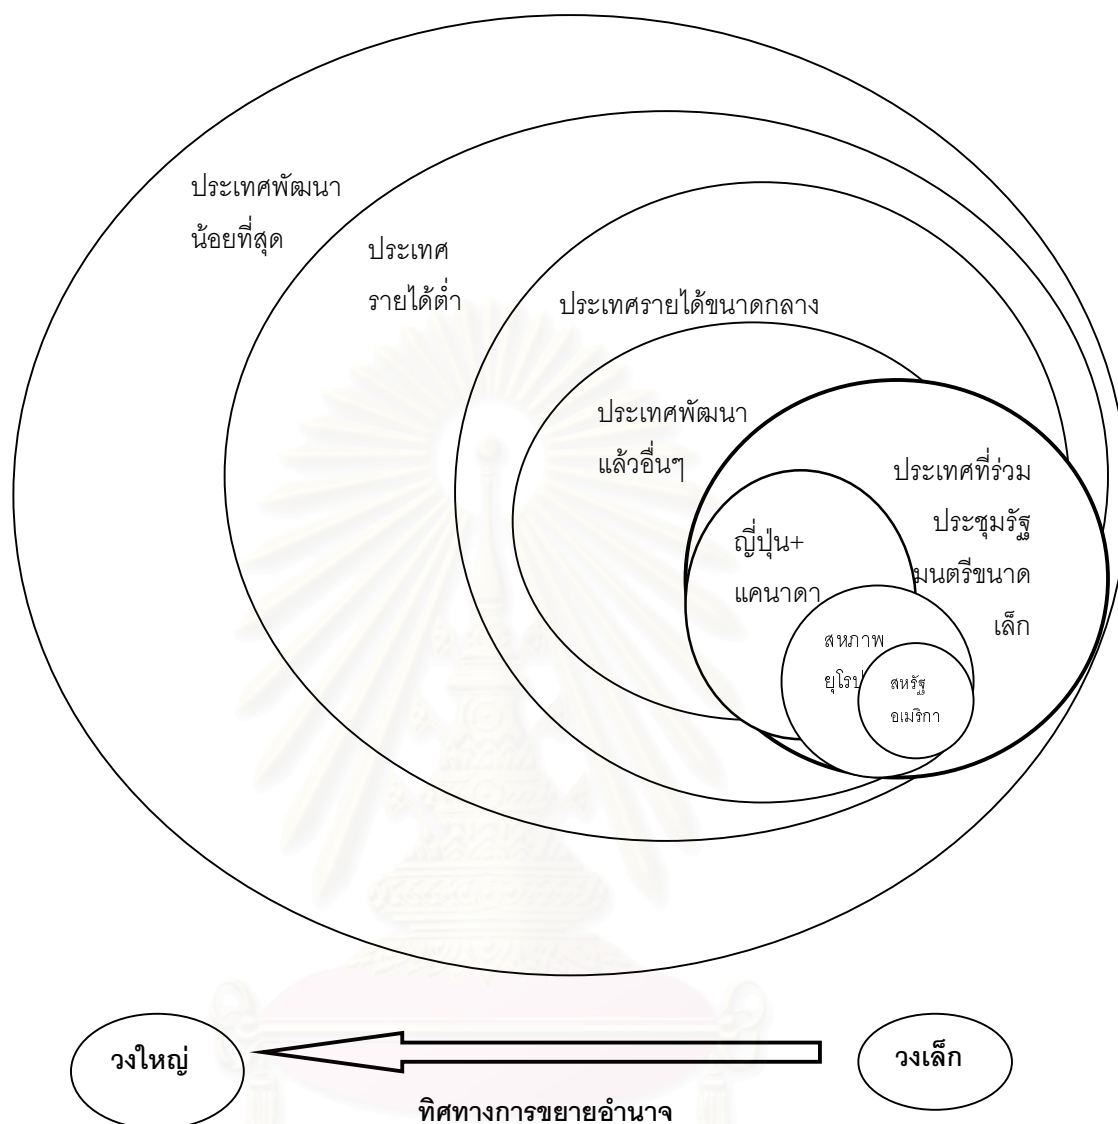 ประเทศพัฒนา
น้อยที่สุด
ประเทศ
รายได้ต่ำ
ประเทศรายได้ขนาดกลาง
ประเทศพัฒนา
แล้วอื่นๆ
ประเทศที่ร่วม
ประชุมรัฐ
มนตรีขนาด
เล็ก
ญี่ปุ่น+
แคนาดา
สหภาพ
ยุโรป
สหรัฐ
อเมริกา
วงใหญ่
วงเล็ก
ทิศทางการขยายอำนาจ